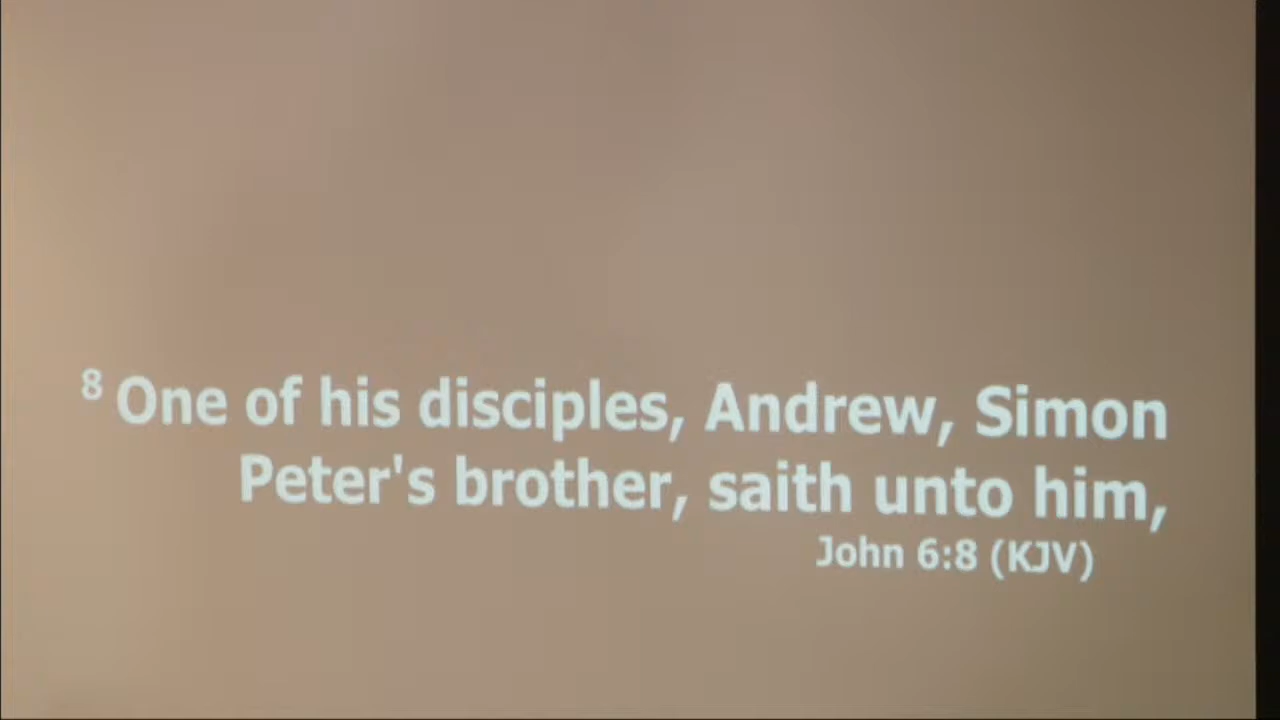 8 One of his disciples, Andrew, Simon
Peter's brother, saith unto him,
John 6:8 (KJV)